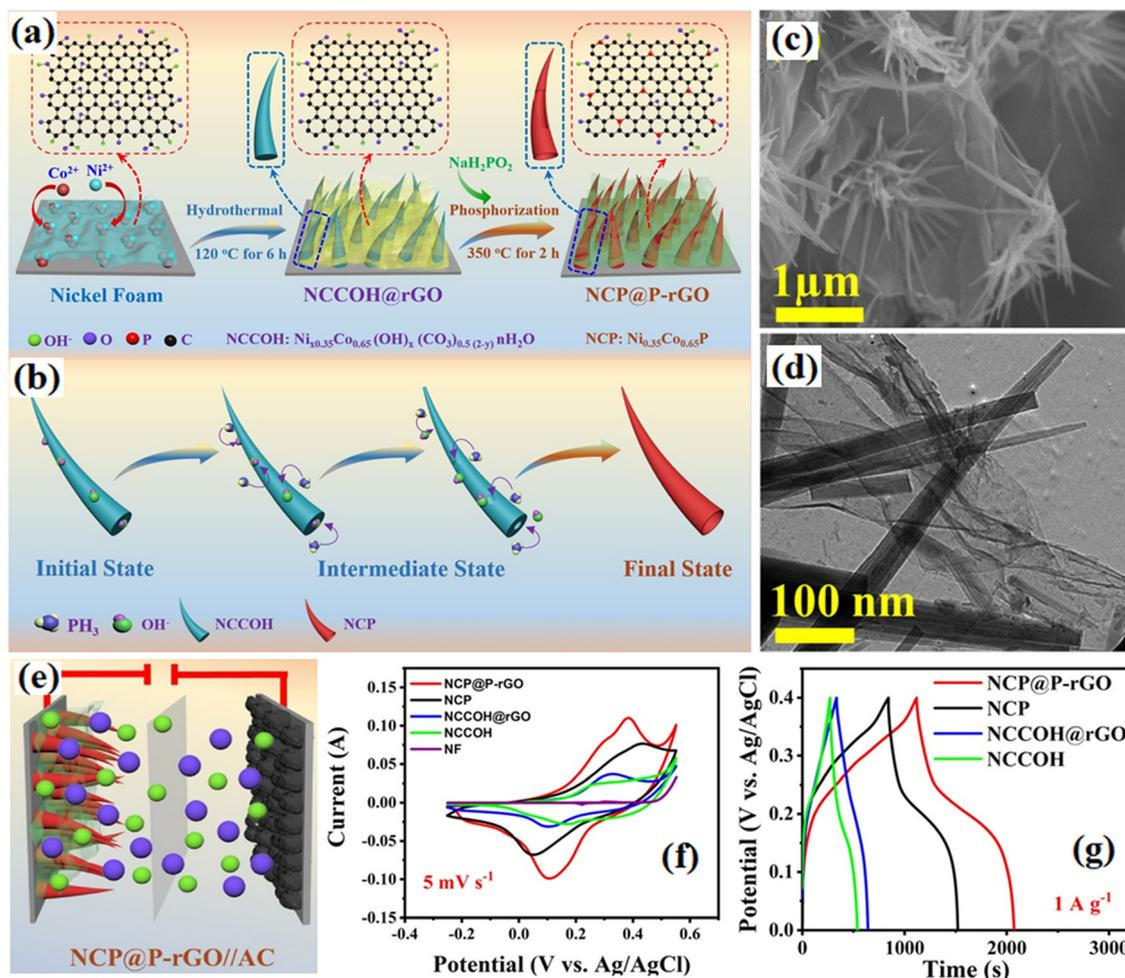 (a)
Co²⁺ Ni²⁺
Hydrothermal
120 °C for 6 h
NaH₂PO₂
Phosphorization
350 °C for 2 h
Nickel Foam
NCCOH@rGO
NCP@P-rGO
OH⁻ O P C NCCOH: Niₓ₀.₃₅Co₀.₆₅ (OH)ₓ (CO₃)₀.₅ ₍₂₋ᵧ₎ nH₂O NCP: Ni₀.₃₅Co₀.₆₅P
(b)
Initial State
Intermediate State
Final State
PH₃ OH⁻ NCCOH NCP
(c)
1µm
(d)
100 nm
(e)
NCP@P-rGO//AC
NCP@P-rGO
NCP
NCCOH@rGO
NCCOH
NF
Current (A)
0.15
0.10
0.05
0.00
-0.05
-0.10
-0.15
5 mV s⁻¹
(f)
-0.4 -0.2 0.0 0.2 0.4 0.6
Potential (V vs. Ag/AgCl)
NCP@P-rGO
NCP
NCCOH@rGO
NCCOH
Potential (V vs. Ag/AgCl)
0.4
0.3
0.2
0.1
0.0
(g)
1 A g⁻¹
0 1000 2000 3000
Time (s)